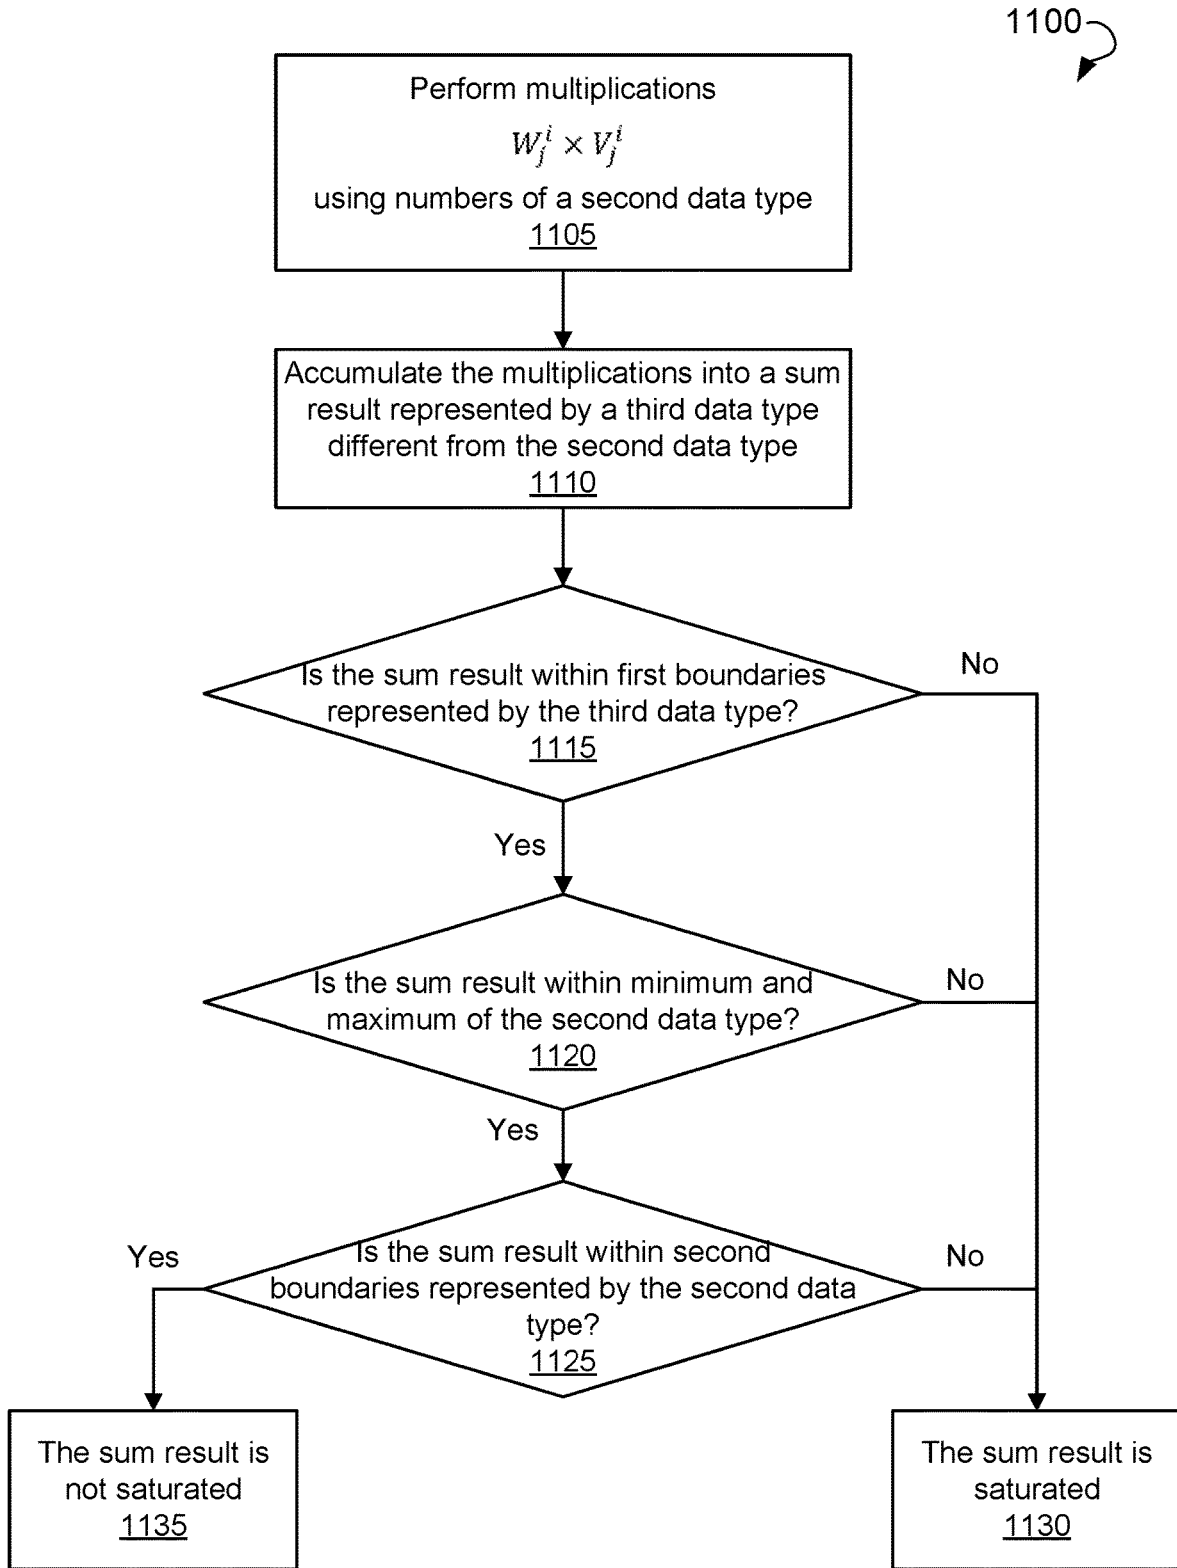 1100
Perform multiplications
W_j^i × V_j^i
using numbers of a second data type
1105
Accumulate the multiplications into a sum
result represented by a third data type
different from the second data type
1110
Is the sum result within first boundaries
represented by the third data type?
1115
No
Yes
Is the sum result within minimum and
maximum of the second data type?
1120
No
Yes
Is the sum result within second
boundaries represented by the second data
type?
1125
Yes
No
The sum result is
not saturated
1135
The sum result is
saturated
1130